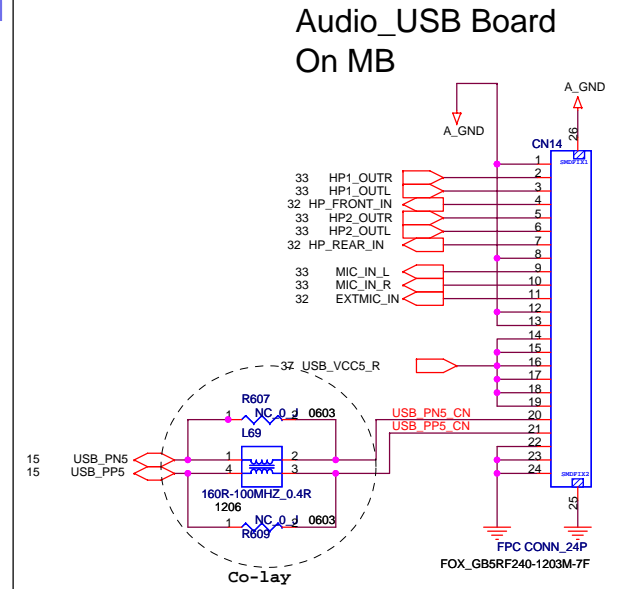 Audio_USB Board
On MB
A_GND
A_GND
26
CN14
SMDFIX1
1
33 HP1_OUTR 2
33 HP1_OUTL 3
32 HP_FRONT_IN 4
33 HP2_OUTR 5
33 HP2_OUTL 6
32 HP_REAR_IN 7
8
33 MIC_IN_L 9
33 MIC_IN_R 10
32 EXTMIC_IN 11
12
13
14
15
37 USB_VCC5_R 16
17
18
19
R607
1 NC_0_J 2 0603
USB_PN5_CN 20
L69
USB_PP5_CN 21
22
15 USB_PN5 1 2 23
15 USB_PP5 4 3 24
SMDFIX2
160R-100MHZ_0.4R
1206
25
1 NC_0_J 2 0603
R609
FPC CONN_24P
FOX_GB5RF240-1203M-7F
Co-lay